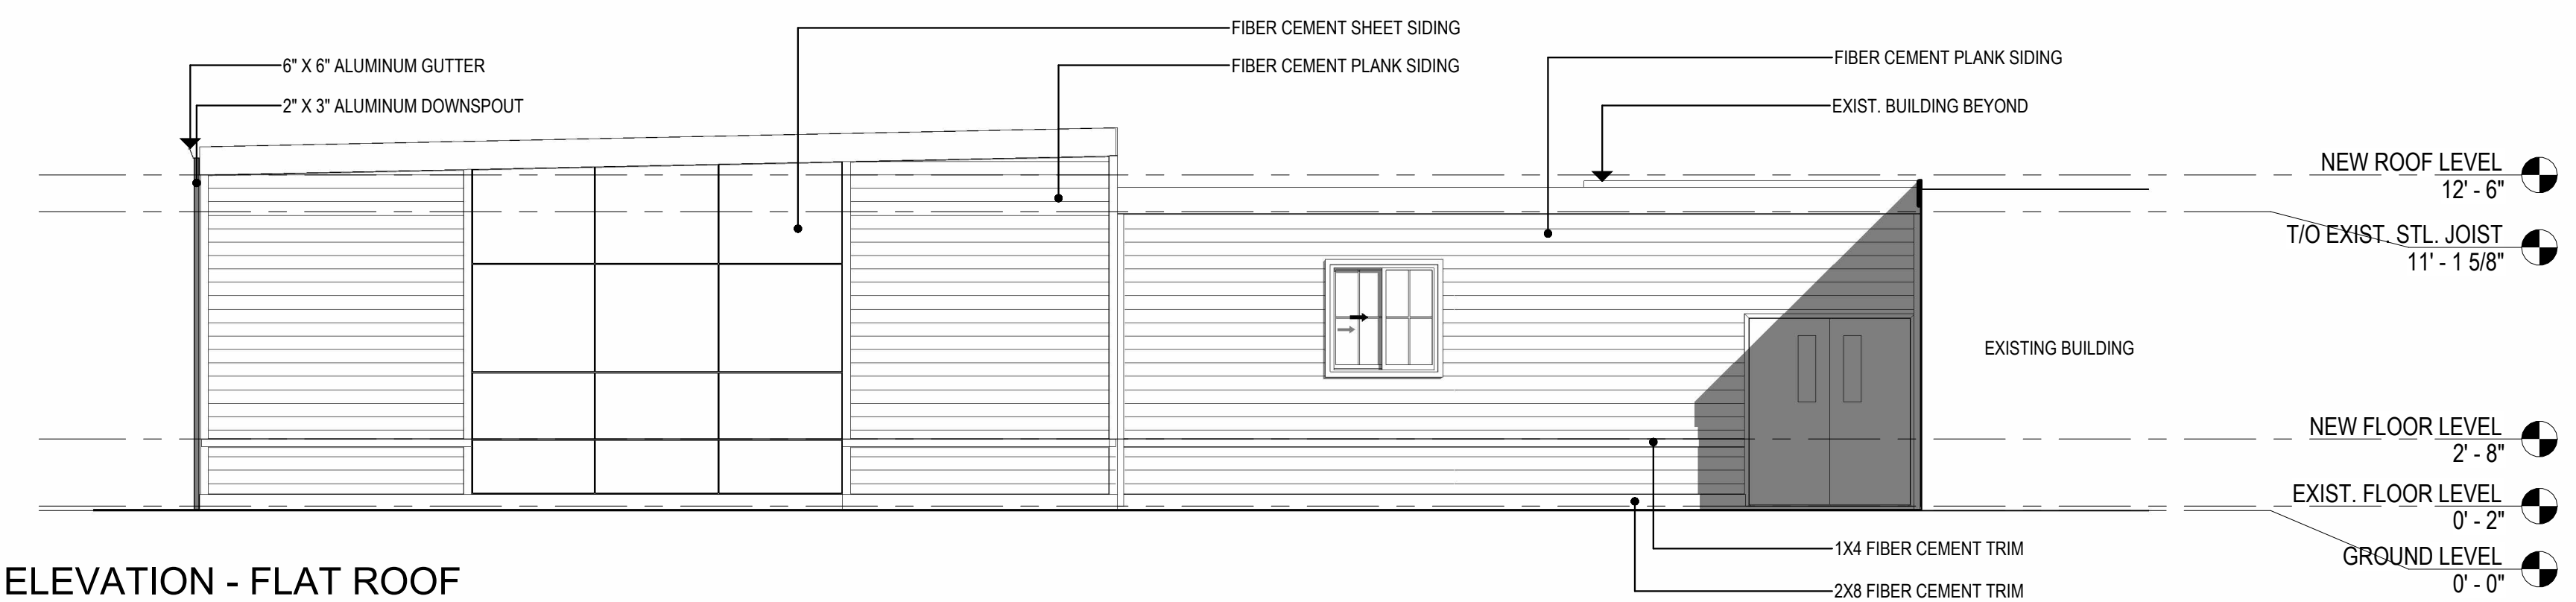 FIBER CEMENT SHEET SIDING
6" X 6" ALUMINUM GUTTER
FIBER CEMENT PLANK SIDING
FIBER CEMENT PLANK SIDING
2" X 3" ALUMINUM DOWNSPOUT
EXIST. BUILDING BEYOND
NEW ROOF LEVEL
12' - 6"
T/O EXIST. STL. JOIST
11' - 1 5/8"
EXISTING BUILDING
NEW FLOOR LEVEL
2' - 8"
EXIST. FLOOR LEVEL
0' - 2"
1X4 FIBER CEMENT TRIM
GROUND LEVEL
0' - 0"
2X8 FIBER CEMENT TRIM
ELEVATION - FLAT ROOF